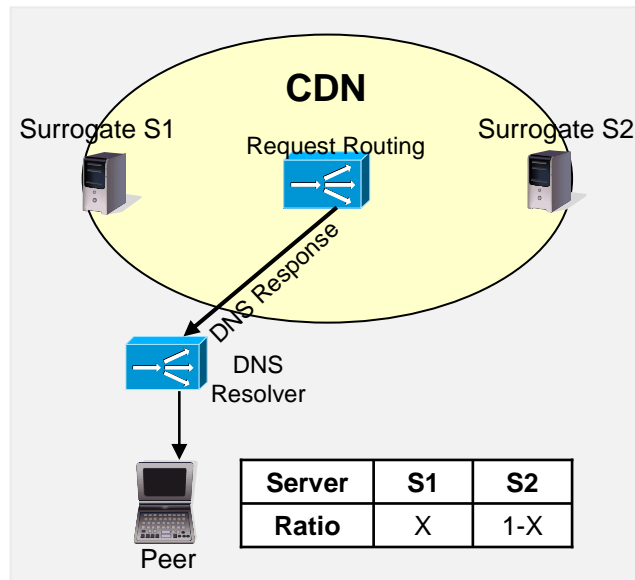 CDN
Surrogate S1
Surrogate S2
Request Routing
DNS Response
DNS
Resolver
Peer
Server S1 S2
Ratio X 1-X